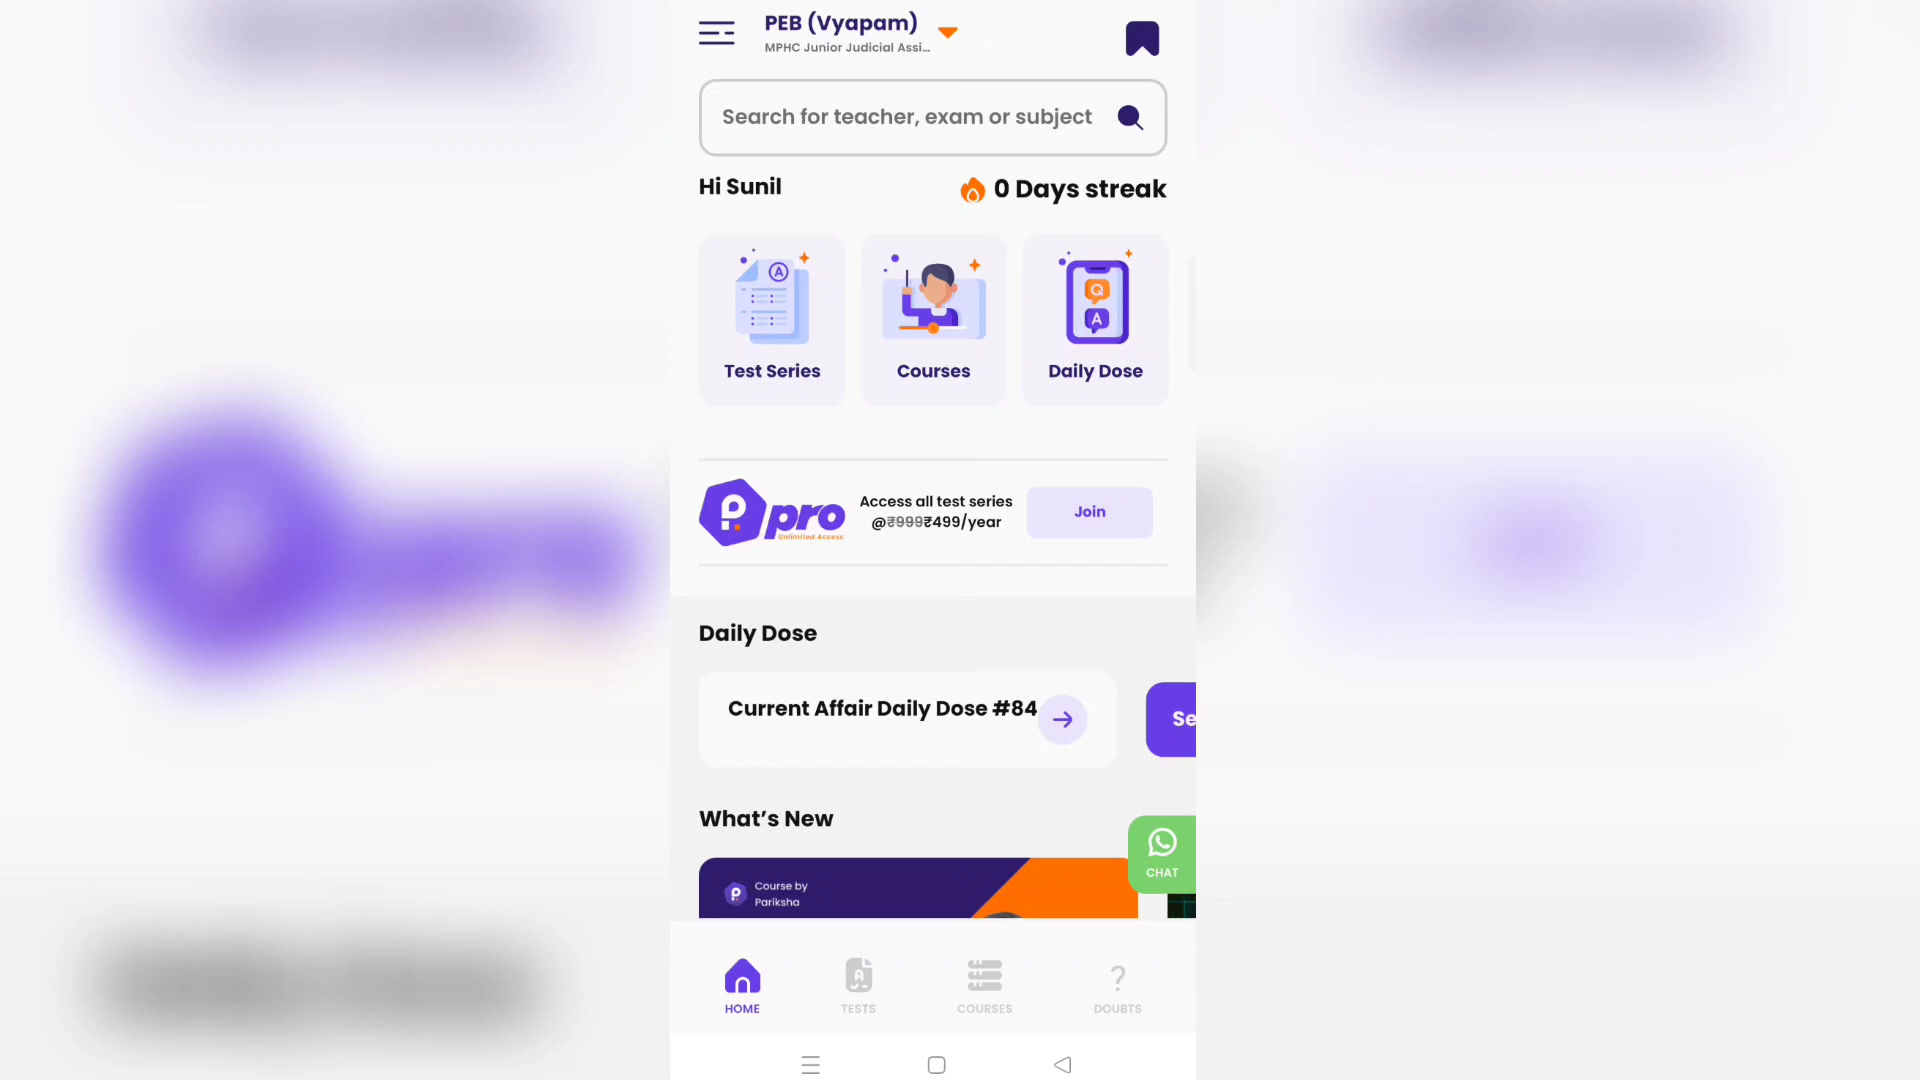 PEB (Vyapam)
MPHC Junior Judicial Assi...
Search for teacher, exam or subject
Hi Sunil
0 Days streak
A
Q
A
Test Series
Courses
Daily Dose
P pro
Unlimited Access
Access all test series
@₹999₹499/year
Join
Daily Dose
Current Affair Daily Dose #84
Se
What's New
CHAT
P
Course by
Pariksha
HOME
TESTS
COURSES
DOUBTS